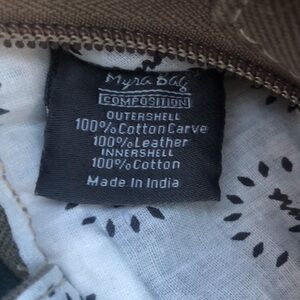 Myra Bag
COMPOSITION
OUTERSHELL
100%Cotton Carve
100%Leather
INNERSHELL
100%Cotton
Made In India